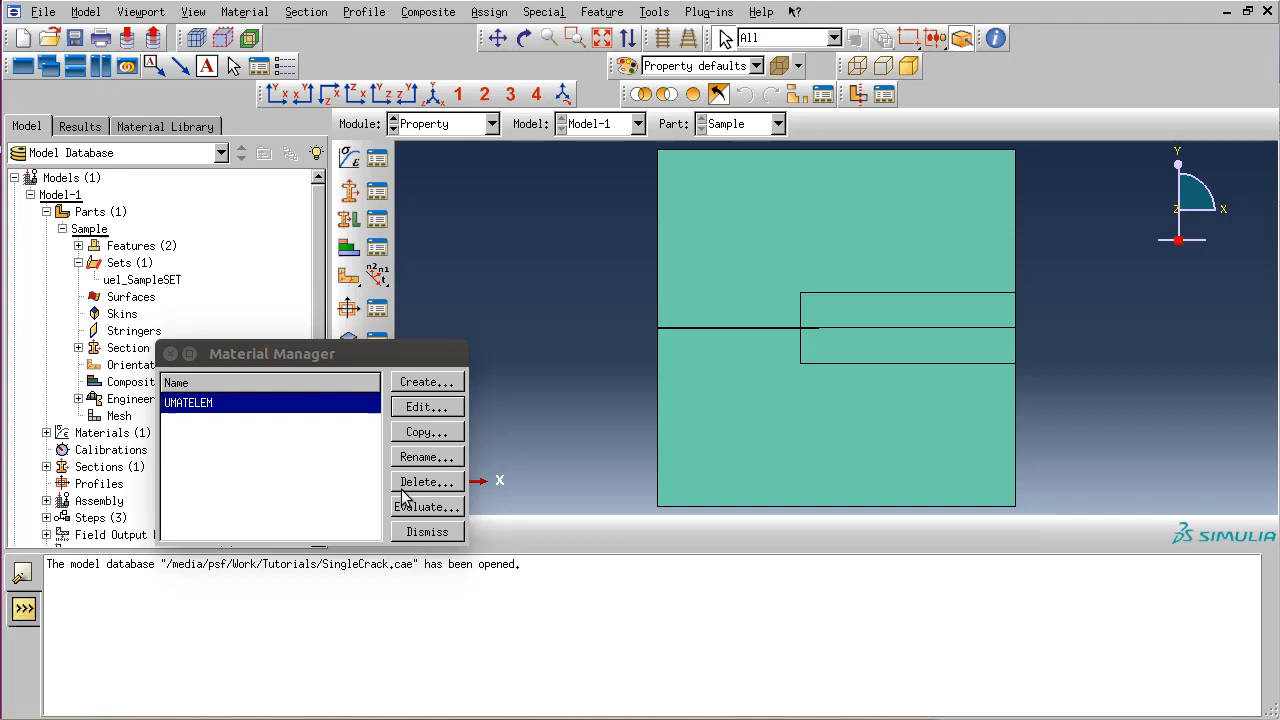 File Model Viewport View Material Section Profile Composite Assign Special Feature Tools Plug-ins Help
All
A Property defaults
1 2 3 4
Model Results Material Library Module: Property Model: Model-1 Part: Sample
Model Database
Models (1)
Model-1
Parts (1)
Sample
Features (2)
Sets (1)
uel_SampleSET
Surfaces
Skins
Stringers
Section
Orientat
Composit
Engineer
Mesh
Materials (1)
Calibrations
Sections (1)
Profiles
Assembly
Steps (3)
Field Output
Material Manager
Name
UMATELEM
Create...
Edit...
Copy...
Rename...
Delete...
Evaluate...
Dismiss
X
Y
Z X
SIMULIA
The model database "/media/psf/Work/Tutorials/SingleCrack.cae" has been opened.
>>>